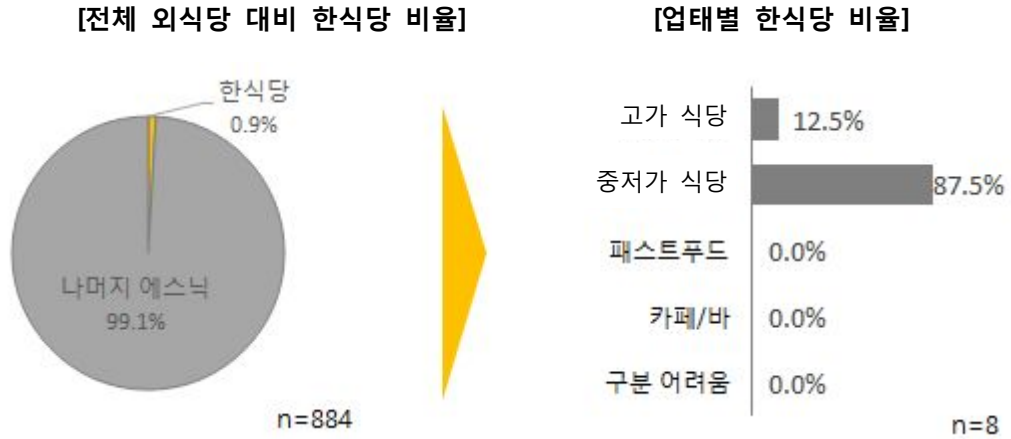 [전체 외식당 대비 한식당 비율]
한식당
0.9%
나머지 에스닉
99.1%
n=884
[업태별 한식당 비율]
고가 식당 12.5%
중저가 식당 87.5%
패스트푸드 0.0%
카페/바 0.0%
구분 어려움 0.0%
n=8